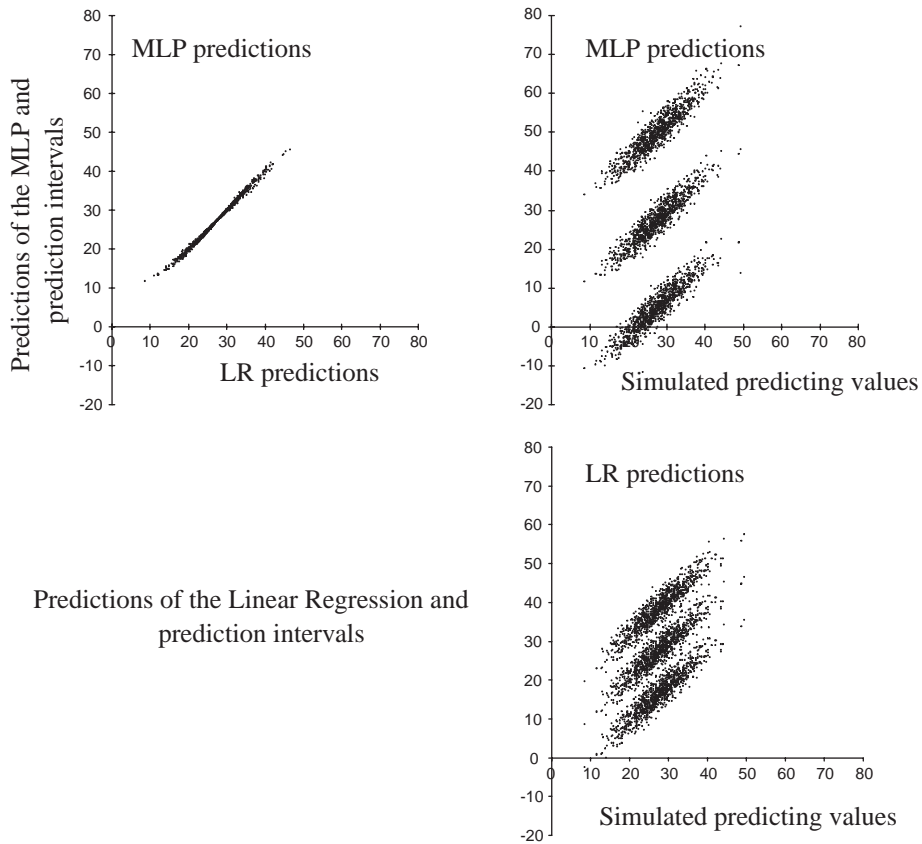 80
70
60
50
40
30
20
10
0
-10
-20
MLP predictions
Predictions of the MLP and
prediction intervals
0 10 20 30 40 50 60 70 80
LR predictions
80
70
60
50
40
30
20
10
0
-10
-20
MLP predictions
0 10 20 30 40 50 60 70 80
Simulated predicting values
Predictions of the Linear Regression and
prediction intervals
80
70
60
50
40
30
20
10
0
-10
-20
LR predictions
0 10 20 30 40 50 60 70 80
Simulated predicting values